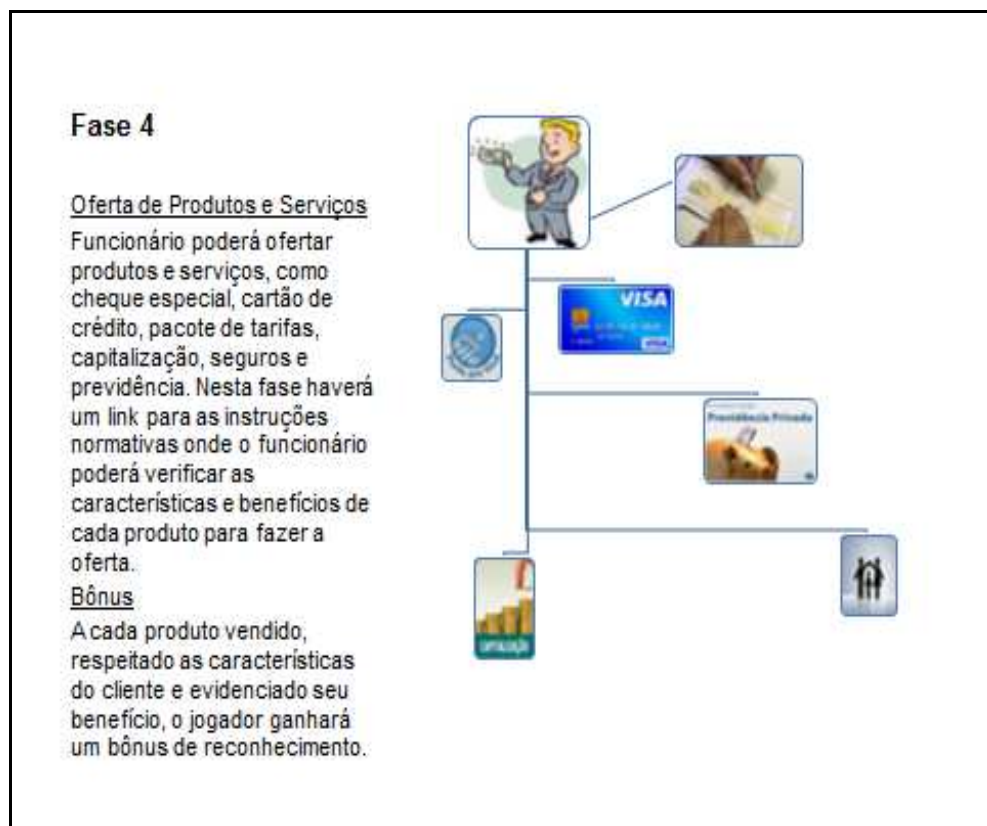 Fase 4
Oferta de Produtos e Serviços
Funcionário poderá ofertar
produtos e serviços, como
cheque especial, cartão de
crédito, pacote de tarifas,
capitalização, seguros e
previdência. Nesta fase haverá
um link para as instruções
normativas onde o funcionário
poderá verificar as
características e benefícios de
cada produto para fazer a
oferta.
Bônus
A cada produto vendido,
respeitado as características
do cliente e evidenciado seu
benefício, o jogador ganhará
um bônus de reconhecimento.
VISA
VISA
Previdência Privada
CAPITALIZAÇÃO